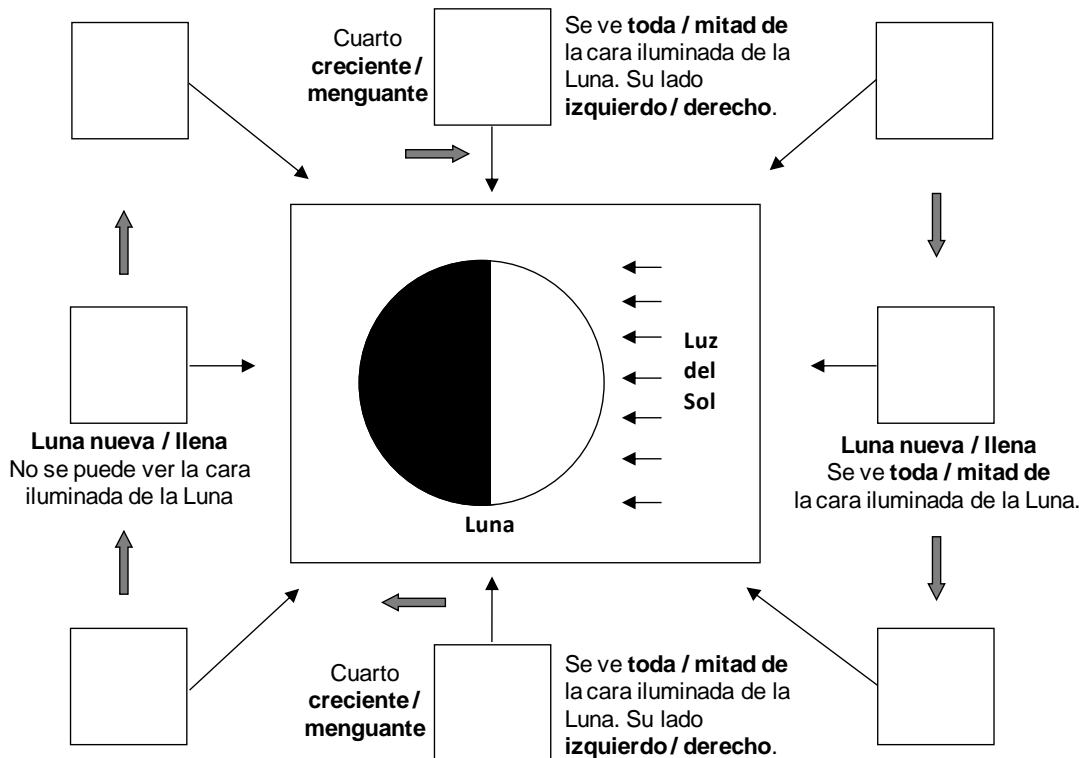 Cuarto
creciente /
menguante
Se ve toda / mitad de
la cara iluminada de la
Luna. Su lado
izquierdo / derecho.
Luz
del
Sol
Luna
Luna nueva / llena
No se puede ver la cara
iluminada de la Luna
Luna nueva / llena
Se ve toda / mitad de
la cara iluminada de la Luna.
Cuarto
creciente /
menguante
Se ve toda / mitad de
la cara iluminada de la
Luna. Su lado
izquierdo / derecho.